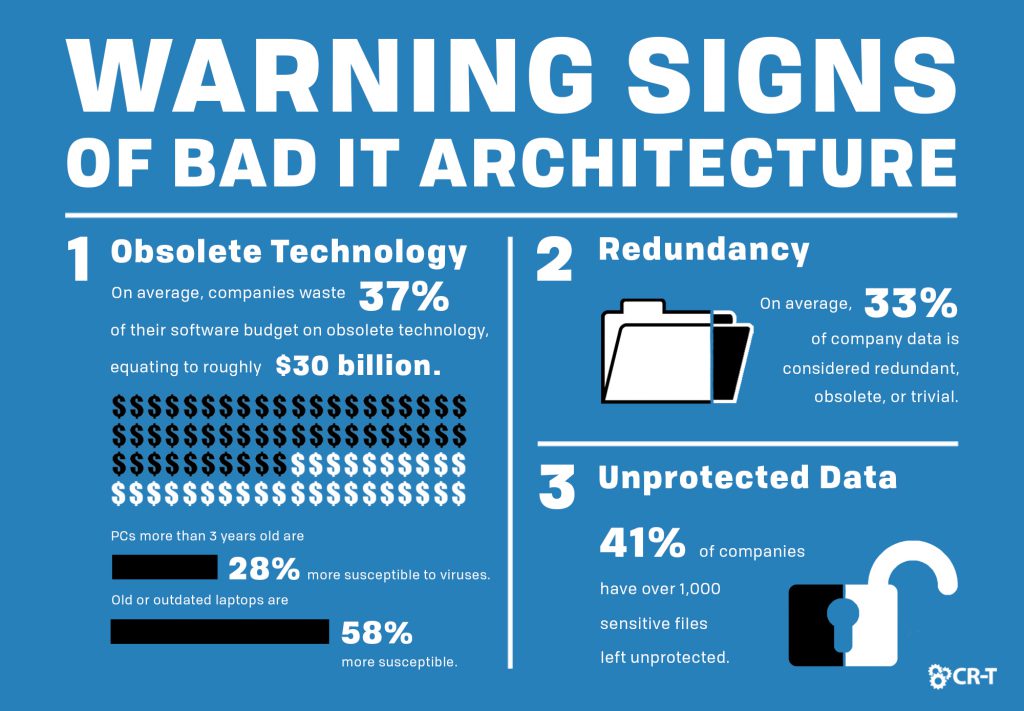 WARNING SIGNS
OF BAD IT ARCHITECTURE
1 Obsolete Technology
On average, companies waste 37%
of their software budget on obsolete technology,
equating to roughly $30 billion.
$$$$$$$$$$$$$$$$$$$$
$$$$$$$$$$$$$$$$$$$$
$$$$$$$$$$$$$$$$$$$$
$$$$$$$$$$$$$$$$$$$$
PCs more than 3 years old are
28% more susceptible to viruses.
Old or outdated laptops are
58%
more susceptible.
2 Redundancy
On average, 33%
of company data is
considered redundant,
obsolete, or trivial.
3 Unprotected Data
41% of companies
have over 1,000
sensitive files
left unprotected.
CR-T